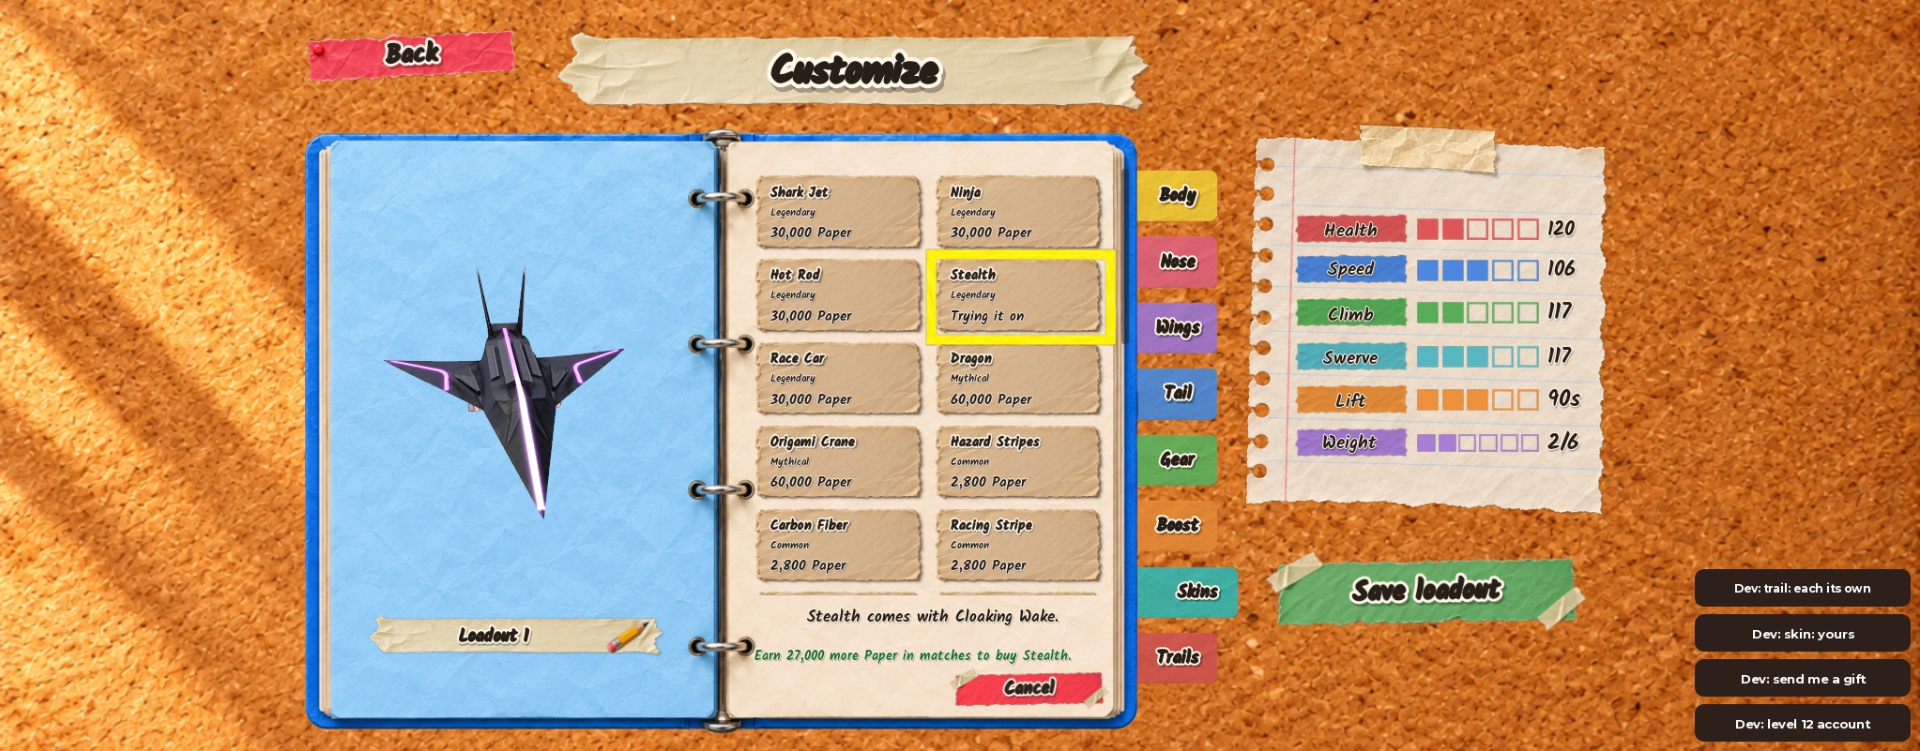 Back
Customize
Shark Jet
Legendary
30,000 Paper
Ninja
Legendary
30,000 Paper
Hot Rod
Legendary
30,000 Paper
Stealth
Legendary
Trying it on
Race Car
Legendary
30,000 Paper
Dragon
Mythical
60,000 Paper
Origami Crane
Mythical
60,000 Paper
Hazard Stripes
Common
2,800 Paper
Carbon Fiber
Common
2,800 Paper
Racing Stripe
Common
2,800 Paper
Stealth comes with Cloaking Wake.
Earn 27,000 more Paper in matches to buy Stealth.
Cancel
Loadout 1
Body
Nose
Wings
Tail
Gear
Boost
Skins
Trails
Health 120
Speed 106
Climb 117
Swerve 117
Lift 90s
Weight 2/6
Save loadout
Dev: trail: each its own
Dev: skin: yours
Dev: send me a gift
Dev: level 12 account